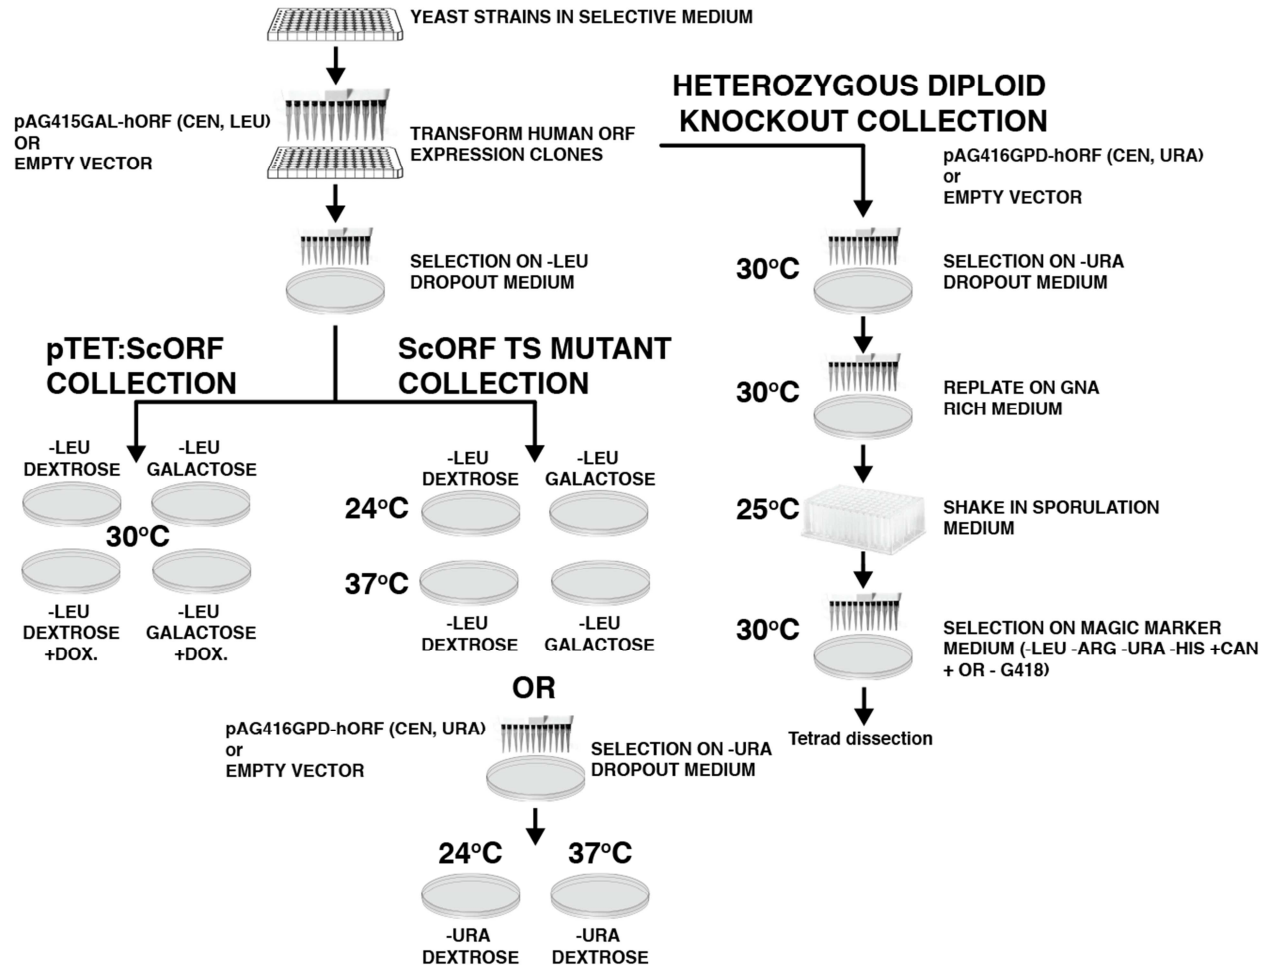 YEAST STRAINS IN SELECTIVE MEDIUM
pAG415GAL-hORF (CEN, LEU)
OR
EMPTY VECTOR
TRANSFORM HUMAN ORF
EXPRESSION CLONES
HETEROZYGOUS DIPLOID
KNOCKOUT COLLECTION
pAG416GPD-hORF (CEN, URA)
or
EMPTY VECTOR
SELECTION ON -LEU
DROPOUT MEDIUM
30°C
SELECTION ON -URA
DROPOUT MEDIUM
30°C
REPLATE ON GNA
RICH MEDIUM
25°C
SHAKE IN SPORULATION
MEDIUM
30°C
SELECTION ON MAGIC MARKER
MEDIUM (-LEU -ARG -URA -HIS +CAN
+ OR - G418)
Tetrad dissection
pTET:ScORF
COLLECTION
-LEU
DEXTROSE
-LEU
GALACTOSE
30°C
-LEU
DEXTROSE
+DOX.
-LEU
GALACTOSE
+DOX.
ScORF TS MUTANT
COLLECTION
-LEU
DEXTROSE
-LEU
GALACTOSE
24°C
37°C
-LEU
DEXTROSE
-LEU
GALACTOSE
OR
pAG416GPD-hORF (CEN, URA)
or
EMPTY VECTOR
SELECTION ON -URA
DROPOUT MEDIUM
24°C
37°C
-URA
DEXTROSE
-URA
DEXTROSE